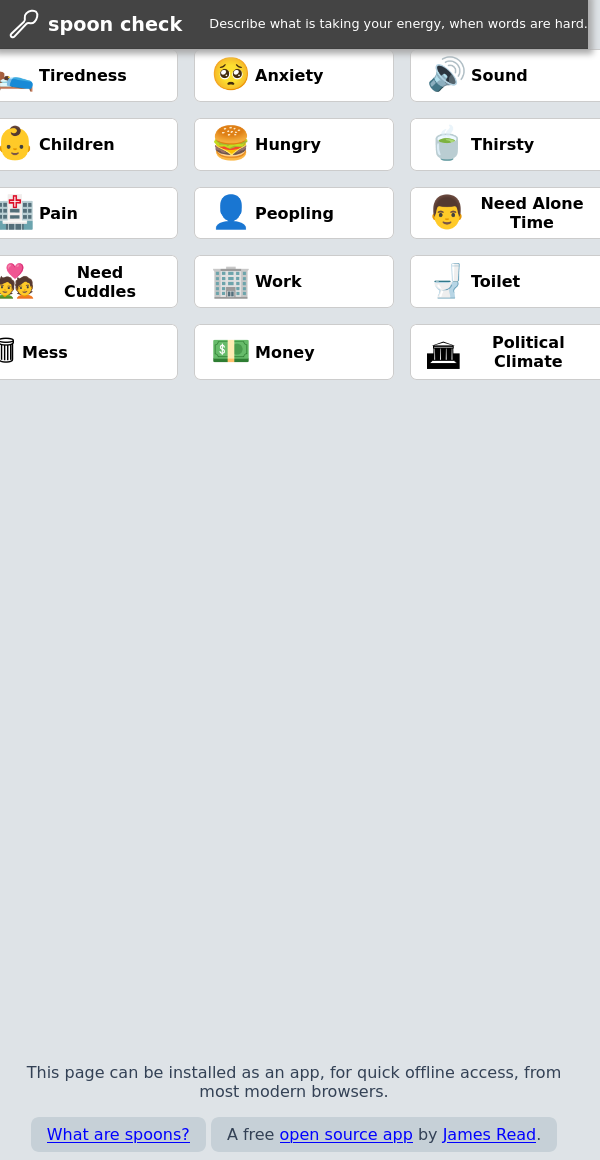 spoon check
Describe what is taking your energy, when words are hard.
Tiredness
Anxiety
Sound
Children
Hungry
Thirsty
Pain
Peopling
Need Alone
Time
Need
Cuddles
Work
Toilet
Mess
Money
Political
Climate
This page can be installed as an app, for quick offline access, from
most modern browsers.
What are spoons?
A free open source app by James Read.